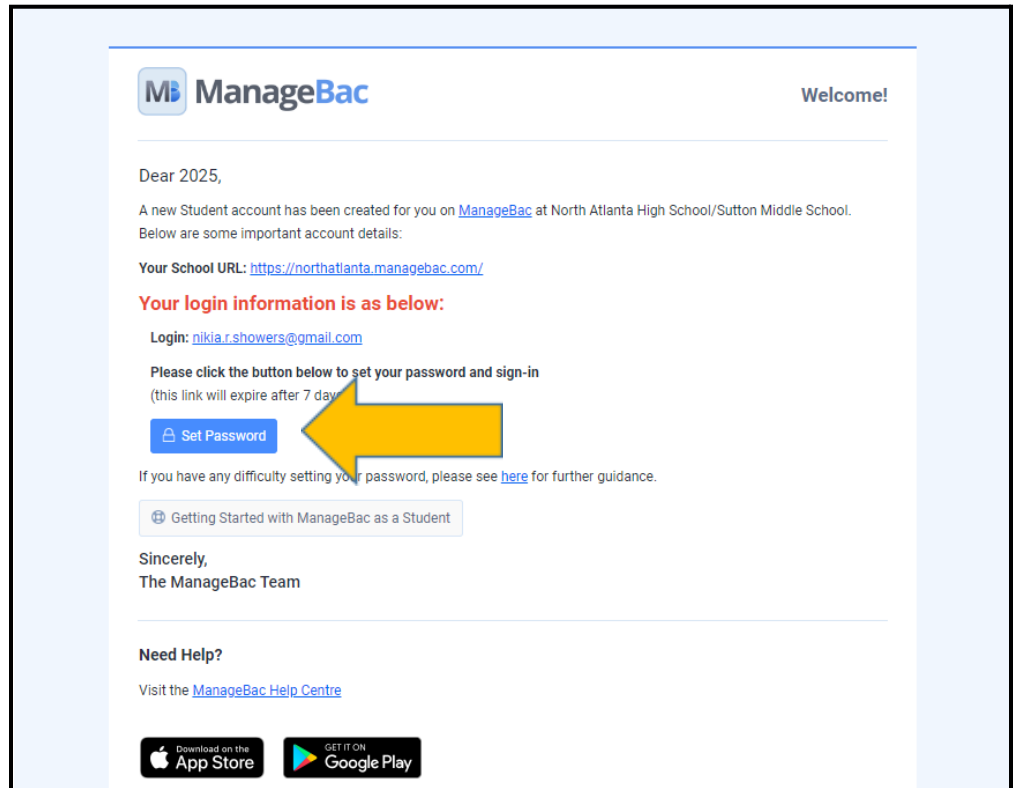 MB ManageBac
Welcome!
Dear 2025,
A new Student account has been created for you on ManageBac at North Atlanta High School/Sutton Middle School.
Below are some important account details:
Your School URL: https://northatlanta.managebac.com/
Your login information is as below:
Login: nikia.r.showers@gmail.com
Please click the button below to set your password and sign-in
(this link will expire after 7 day
Set Password
If you have any difficulty setting your password, please see here for further guidance.
Getting Started with ManageBac as a Student
Sincerely,
The ManageBac Team
Need Help?
Visit the ManageBac Help Centre
Download on the
App Store
GET IT ON
Google Play